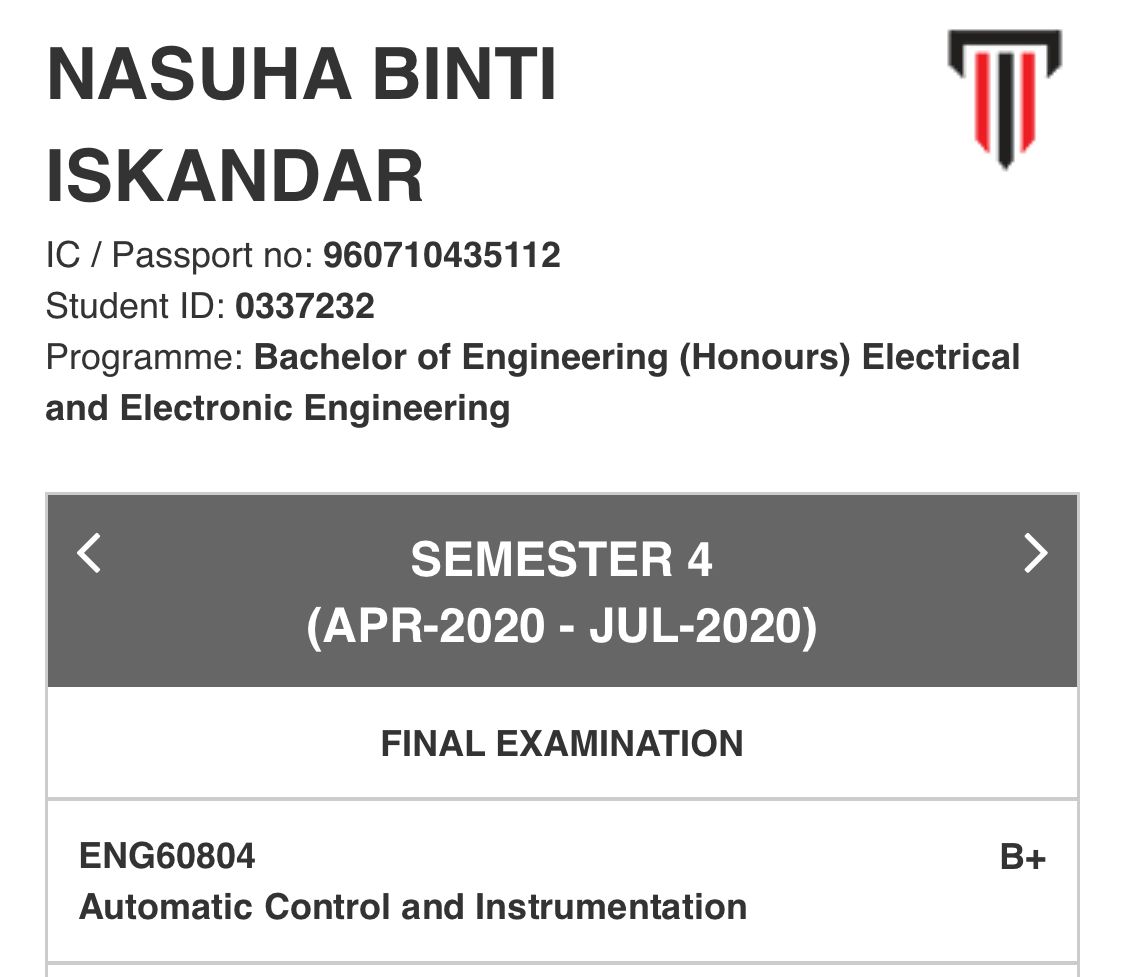 NASUHA BINTI
ISKANDAR
IC / Passport no: 960710435112
Student ID: 0337232
Programme: Bachelor of Engineering (Honours) Electrical
and Electronic Engineering
SEMESTER 4
(APR-2020 - JUL-2020)
FINAL EXAMINATION
ENG60804 B+
Automatic Control and Instrumentation